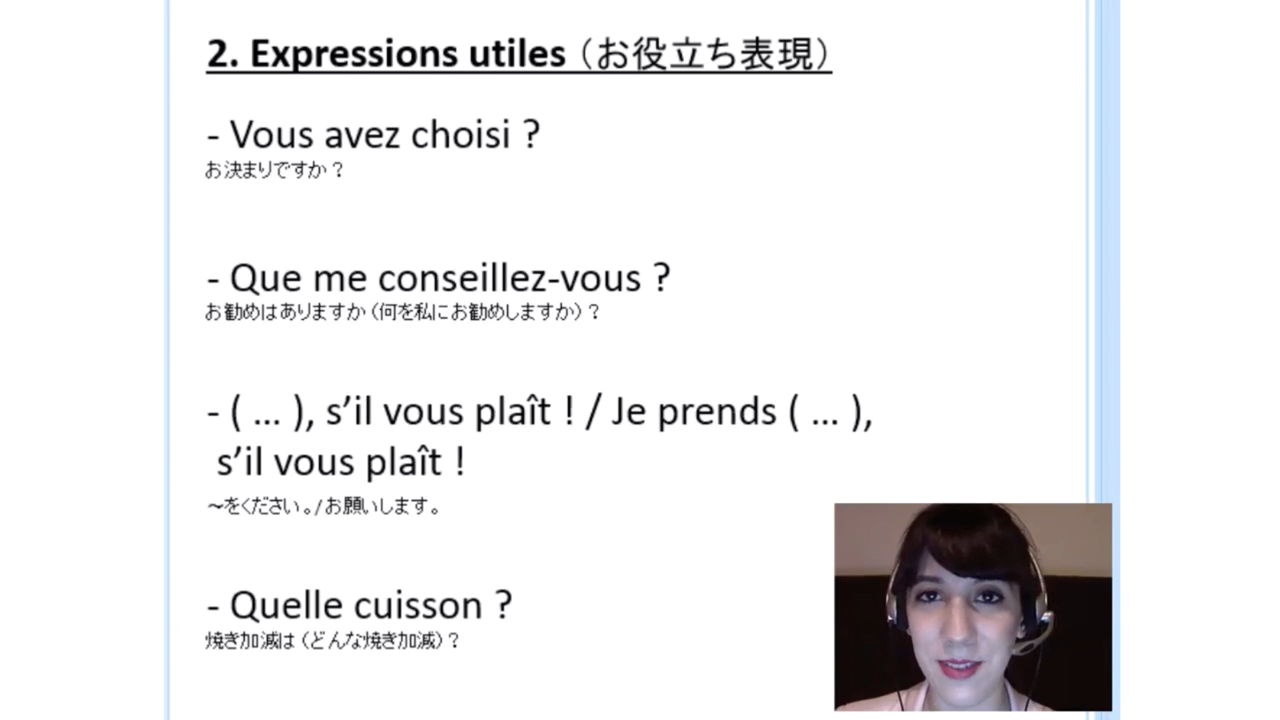 2. Expressions utiles（お役立ち表現）
- Vous avez choisi ?
お決まりですか？
- Que me conseillez-vous ?
お勧めはありますか（何を私にお勧めしますか）？
- ( ... ), s’il vous plaît ! / Je prends ( ... ),
s’il vous plaît !
～をください。/お願いします。
- Quelle cuisson ?
焼き加減は（どんな焼き加減）？